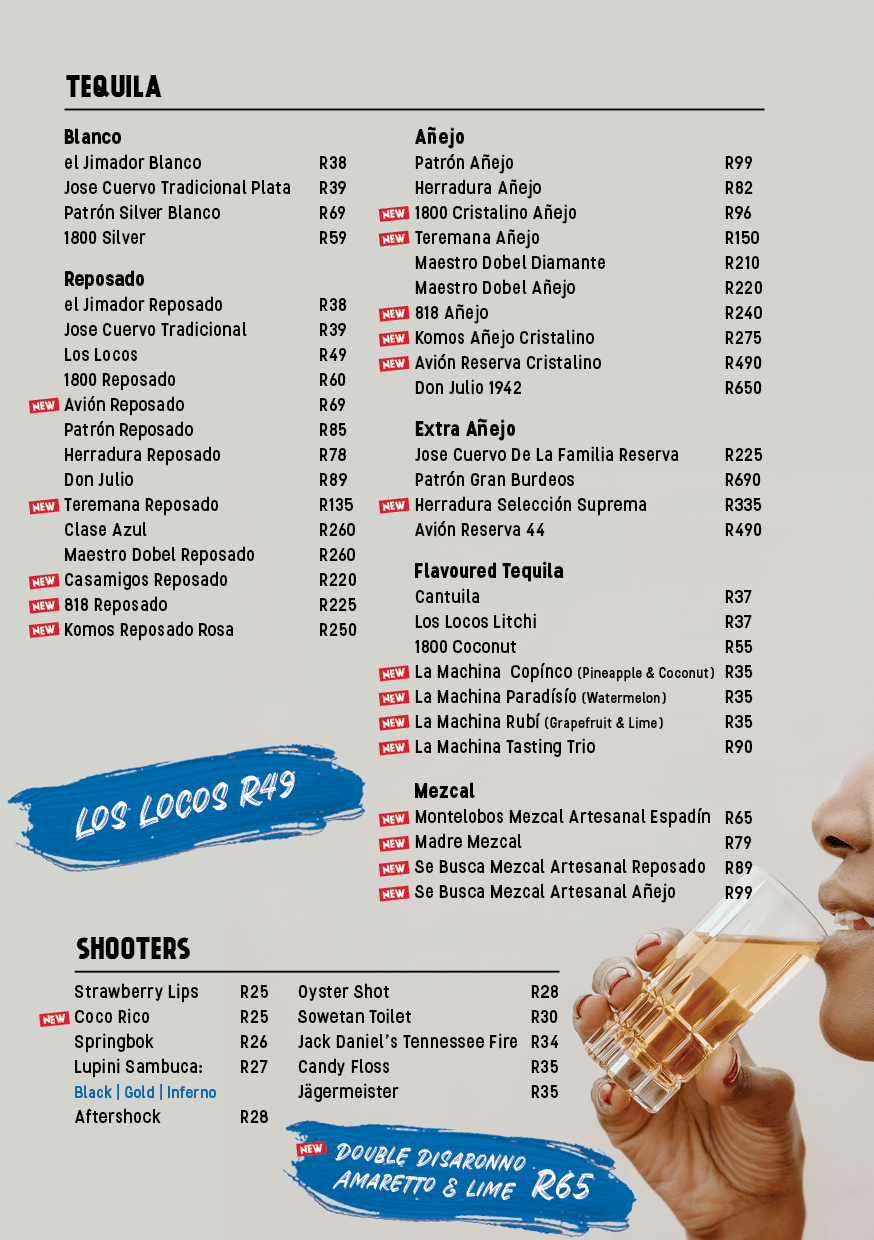 TEQUILA
Blanco
el Jimador Blanco R38
Jose Cuervo Tradicional Plata R39
Patrón Silver Blanco R69
1800 Silver R59
Reposado
el Jimador Reposado R38
Jose Cuervo Tradicional R39
Los Locos R49
1800 Reposado R60
NEW Avión Reposado R69
Patrón Reposado R85
Herradura Reposado R78
Don Julio R89
NEW Teremana Reposado R135
Clase Azul R260
Maestro Dobel Reposado R260
NEW Casamigos Reposado R220
NEW 818 Reposado R225
NEW Komos Reposado Rosa R250
LOS LOCOS R49
Añejo
Patrón Añejo R99
Herradura Añejo R82
NEW 1800 Cristalino Añejo R96
NEW Teremana Añejo R150
Maestro Dobel Diamante R210
Maestro Dobel Añejo R220
NEW 818 Añejo R240
NEW Komos Añejo Cristalino R275
NEW Avión Reserva Cristalino R490
Don Julio 1942 R650
Extra Añejo
Jose Cuervo De La Familia Reserva R225
Patrón Gran Burdeos R690
NEW Herradura Selección Suprema R335
Avión Reserva 44 R490
Flavoured Tequila
Cantuila R37
Los Locos Litchi R37
1800 Coconut R55
NEW La Machina Copínco (Pineapple & Coconut) R35
NEW La Machina Paradísío (Watermelon) R35
NEW La Machina Rubí (Grapefruit & Lime) R35
NEW La Machina Tasting Trio R90
Mezcal
NEW Montelobos Mezcal Artesanal Espadín R65
NEW Madre Mezcal R79
NEW Se Busca Mezcal Artesanal Reposado R89
NEW Se Busca Mezcal Artesanal Añejo R99
SHOOTERS
Strawberry Lips R25
NEW Coco Rico R25
Springbok R26
Lupini Sambuca: R27
Black | Gold | Inferno
Aftershock R28
Oyster Shot R28
Sowetan Toilet R30
Jack Daniel's Tennessee Fire R34
Candy Floss R35
Jägermeister R35
NEW DOUBLE DISARONNO
AMARETTO & LIME R65